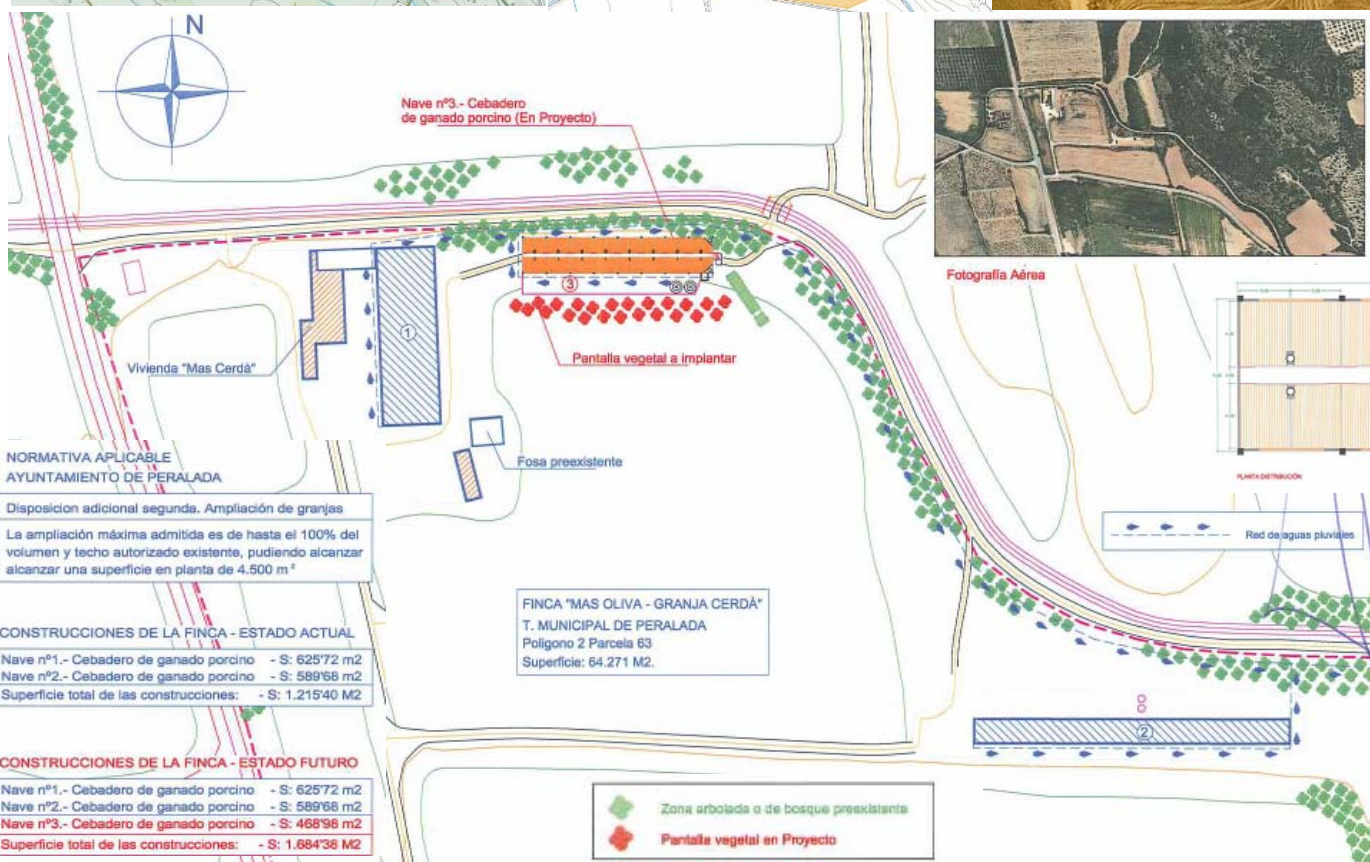 N
Nave nº3.- Cebadero
de ganado porcino (En Proyecto)
Fotografía Aérea
③
①
Vivienda "Mas Cerdà"
Pantalla vegetal a implantar
Fosa preexistente
PLANTA DISTRIBUCIÓN
Red de aguas pluviales
NORMATIVA APLICABLE
AYUNTAMIENTO DE PERALADA
Disposicion adicional segunda. Ampliación de granjas
La ampliación máxima admitida es de hasta el 100% del
volumen y techo autorizado existente, pudiendo alcanzar
alcanzar una superficie en planta de 4.500 m²
FINCA "MAS OLIVA - GRANJA CERDÀ"
T. MUNICIPAL DE PERALADA
Poligono 2 Parcela 63
Superficie: 64.271 M2.
CONSTRUCCIONES DE LA FINCA - ESTADO ACTUAL
Nave nº1.- Cebadero de ganado porcino - S: 625'72 m2
Nave nº2.- Cebadero de ganado porcino - S: 589'68 m2
Superficie total de las construcciones: - S: 1.215'40 M2
②
CONSTRUCCIONES DE LA FINCA - ESTADO FUTURO
Nave nº1.- Cebadero de ganado porcino - S: 625'72 m2
Nave nº2.- Cebadero de ganado porcino - S: 589'68 m2
Nave nº3.- Cebadero de ganado porcino - S: 468'98 m2
Superficie total de las construcciones: - S: 1.684'38 M2
Zona arbolada o de bosque preexistente
Pantalla vegetal en Proyecto